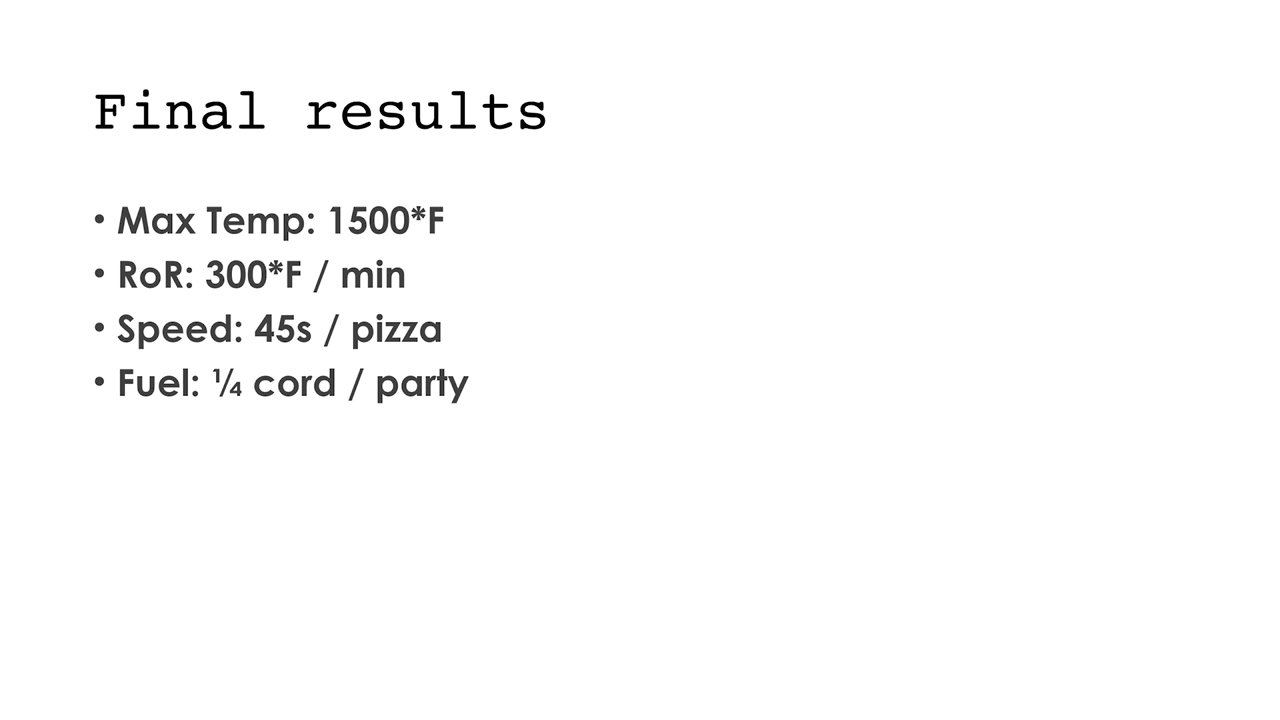 Final results
• Max Temp: 1500*F
• RoR: 300*F / min
• Speed: 45s / pizza
• Fuel: ¼ cord / party